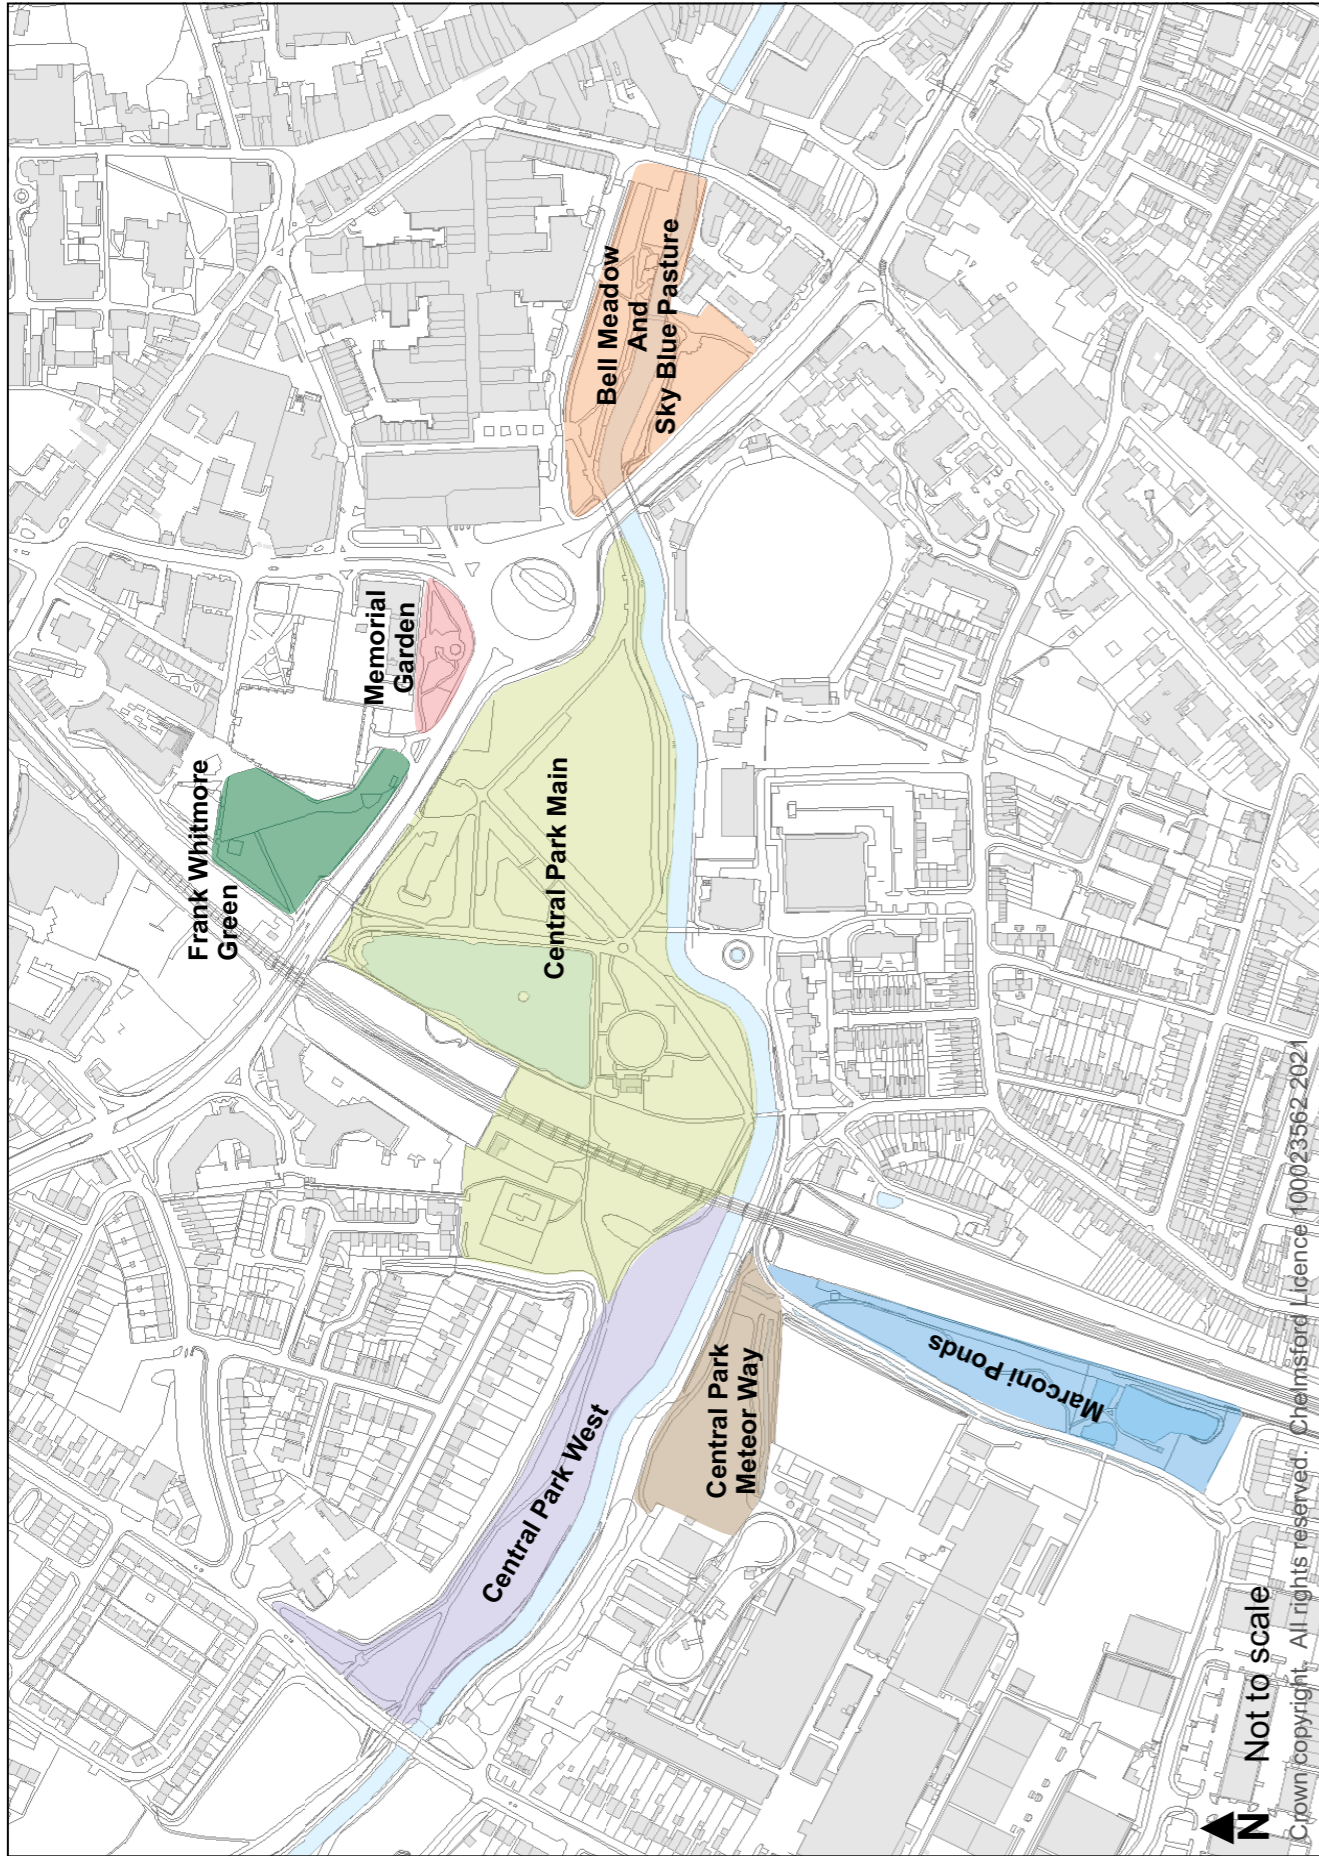 Frank Whitmore
Green
Memorial
Garden
Bell Meadow
And
Sky Blue Pasture
Central Park Main
Central Park West
Central Park
Meteor Way
Marconi Ponds
Not to scale
N
Crown copyright. All rights reserved. Chelmsford Licence 100023562 2021